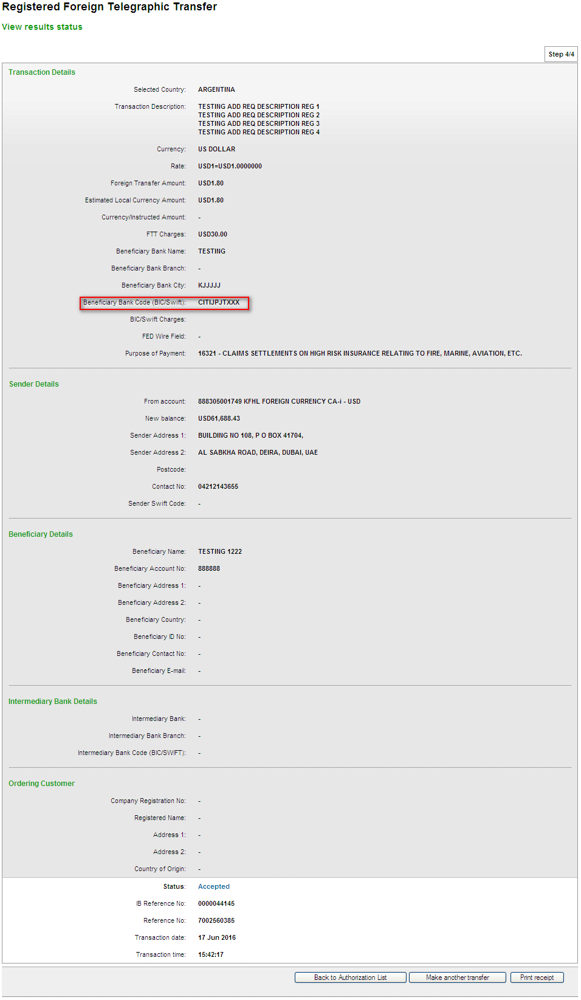 Registered Foreign Telegraphic Transfer
View results status
Step 4/4
Transaction Details
Selected Country: ARGENTINA
Transaction Description: TESTING ADD REQ DESCRIPTION REG 1
TESTING ADD REQ DESCRIPTION REG 2
TESTING ADD REQ DESCRIPTION REG 3
TESTING ADD REQ DESCRIPTION REG 4
Currency: US DOLLAR
Rate: USD1=USD1.0000000
Foreign Transfer Amount: USD1.80
Estimated Local Currency Amount: USD1.80
Currency/Instructed Amount: -
FTT Charges: USD30.00
Beneficiary Bank Name: TESTING
Beneficiary Bank Branch: -
Beneficiary Bank City: KJJJJJ
Beneficiary Bank Code (BIC/Swift): CITIJPJTXXX
BIC/Swift Charges:
FED Wire Field: -
Purpose of Payment: 16321 - CLAIMS SETTLEMENTS ON HIGH RISK INSURANCE RELATING TO FIRE, MARINE, AVIATION, ETC.
Sender Details
From account: 888305001749 KFHL FOREIGN CURRENCY CA-i - USD
New balance: USD61,688.43
Sender Address 1: BUILDING NO 108, P O BOX 41704,
Sender Address 2: AL SABKHA ROAD, DEIRA, DUBAI, UAE
Postcode:
Contact No: 04212143655
Sender Swift Code: -
Beneficiary Details
Beneficiary Name: TESTING 1222
Beneficiary Account No: 888888
Beneficiary Address 1: -
Beneficiary Address 2: -
Beneficiary Country: -
Beneficiary ID No: -
Beneficiary Contact No: -
Beneficiary E-mail: -
Intermediary Bank Details
Intermediary Bank: -
Intermediary Bank Branch: -
Intermediary Bank Code (BIC/SWIFT): -
Ordering Customer
Company Registration No: -
Registered Name: -
Address 1: -
Address 2: -
Country of Origin: -
Status: Accepted
IB Reference No: 0000044145
Reference No: 7002560385
Transaction date: 17 Jun 2016
Transaction time: 15:42:17
Back to Authorization List Make another transfer Print receipt